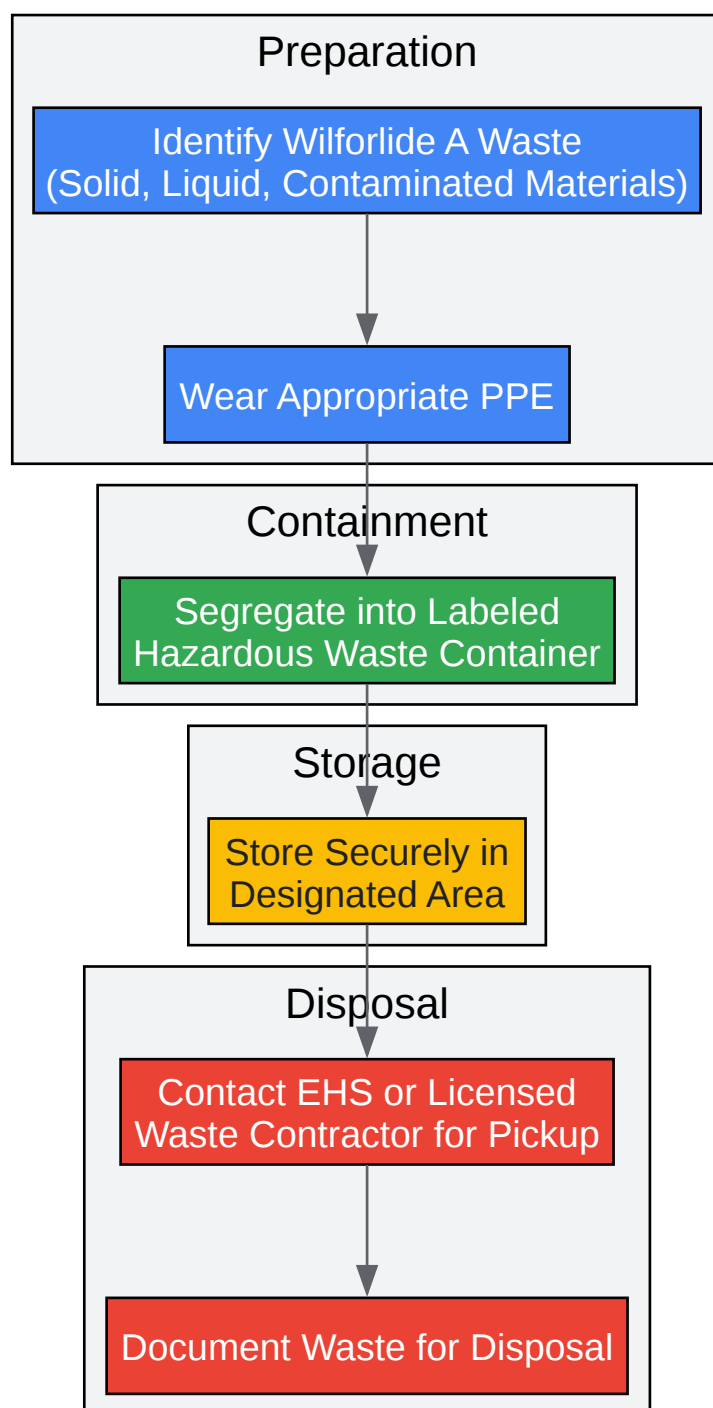 Preparation
Identify Wilforlide A Waste
(Solid, Liquid, Contaminated Materials)
Wear Appropriate PPE
Containment
Segregate into Labeled
Hazardous Waste Container
Storage
Store Securely in
Designated Area
Disposal
Contact EHS or Licensed
Waste Contractor for Pickup
Document Waste for Disposal